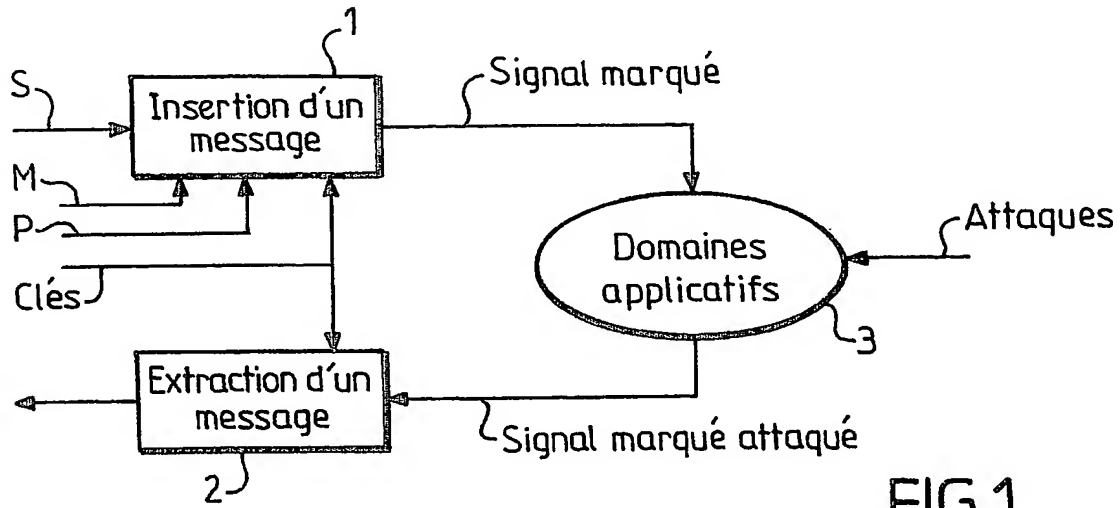 1
S
Insertion d'un
message
Signal marqué
M
P
Clés
Domaines
applicatifs
Attaques
3
Extraction d'un
message
Signal marqué attaqué
2
FIG.1